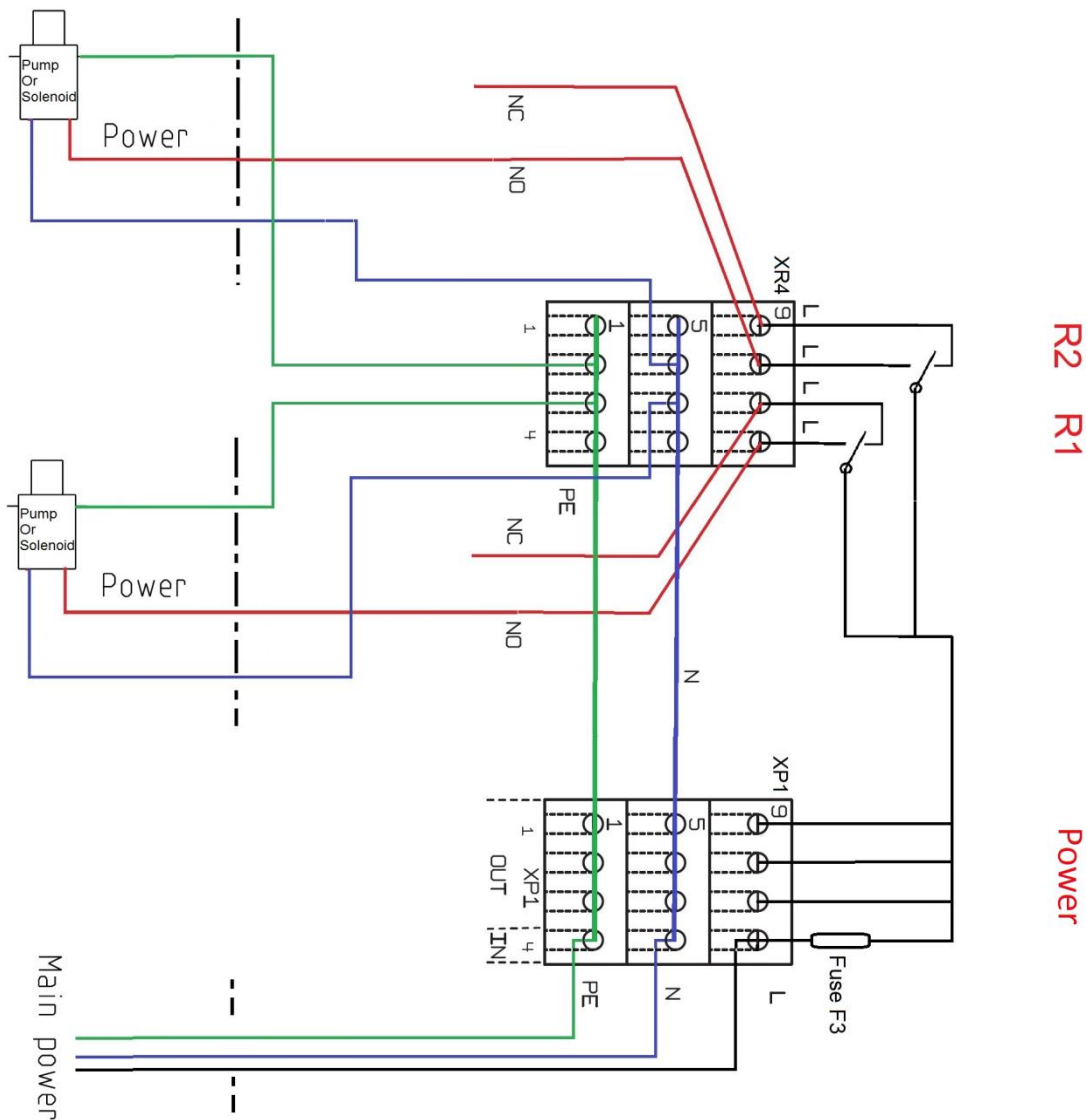 Pump
Or
Solenoid
Power
NC
NO
XR4
9
L
L
L
L
1
1
5
4
PE
R2
R1
Pump
Or
Solenoid
Power
NC
NO
N
XP1
9
1
1
5
OUT
XP1
IN
4
PE
N
L
Fuse F3
Power
Main power